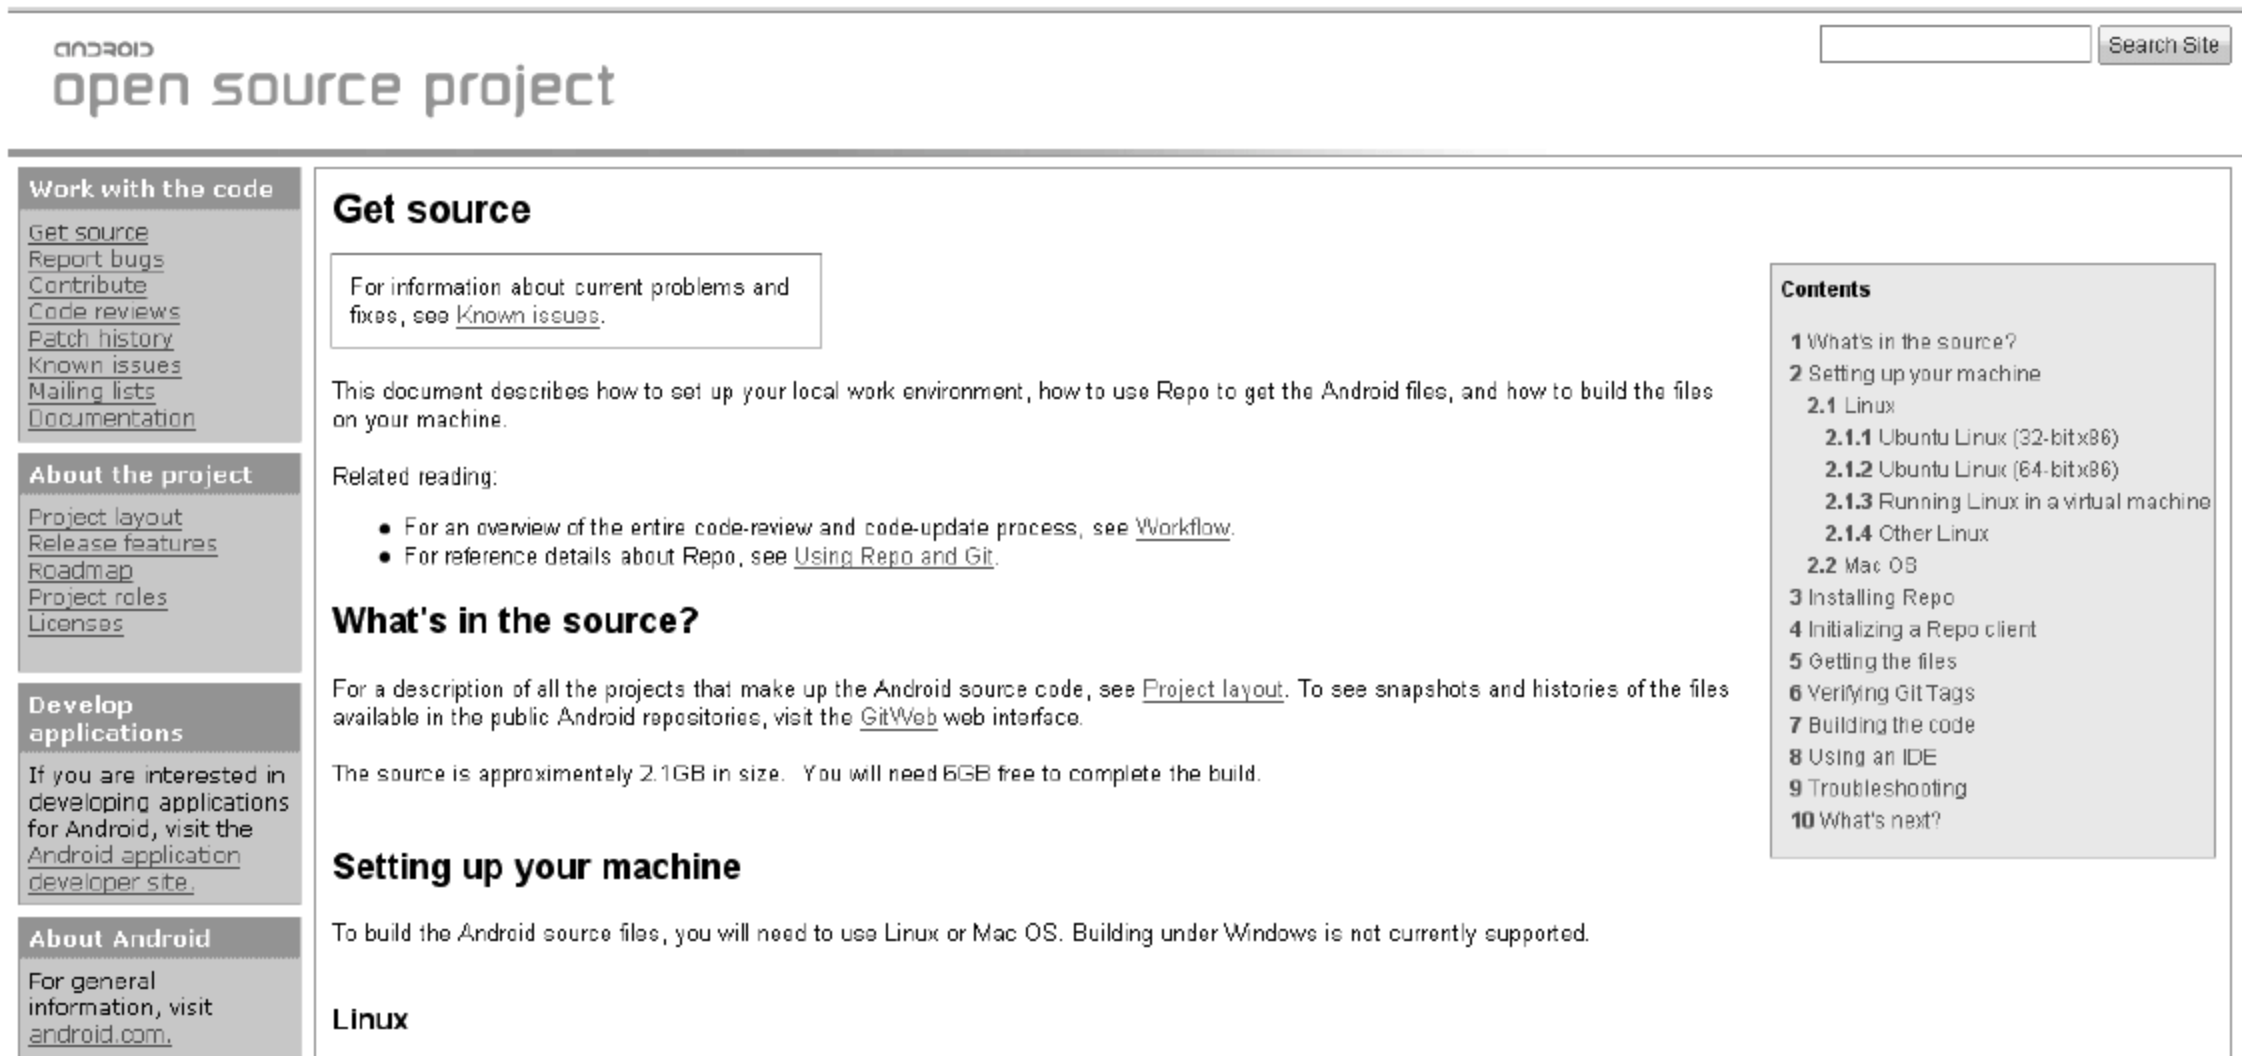 android
open source project
Search Site
Work with the code
Get source
Report bugs
Contribute
Code reviews
Patch history
Known issues
Mailing lists
Documentation
About the project
Project layout
Release features
Roadmap
Project roles
Licenses
Develop
applications
If you are interested in
developing applications
for Android, visit the
Android application
developer site.
About Android
For general
information, visit
android.com.
Get source
For information about current problems and
fixes, see Known issues.
This document describes how to set up your local work environment, how to use Repo to get the Android files, and how to build the files
on your machine.
Related reading:
● For an overview of the entire code-review and code-update process, see Workflow.
● For reference details about Repo, see Using Repo and Git.
What's in the source?
For a description of all the projects that make up the Android source code, see Project layout. To see snapshots and histories of the files
available in the public Android repositories, visit the GitWeb web interface.
The source is approximentely 2.1GB in size. You will need 6GB free to complete the build.
Setting up your machine
To build the Android source files, you will need to use Linux or Mac OS. Building under Windows is not currently supported.
Linux
Contents
1 What's in the source?
2 Setting up your machine
2.1 Linux
2.1.1 Ubuntu Linux (32-bit x86)
2.1.2 Ubuntu Linux (64-bit x86)
2.1.3 Running Linux in a virtual machine
2.1.4 Other Linux
2.2 Mac OS
3 Installing Repo
4 Initializing a Repo client
5 Getting the files
6 Verifying Git Tags
7 Building the code
8 Using an IDE
9 Troubleshooting
10 What's next?